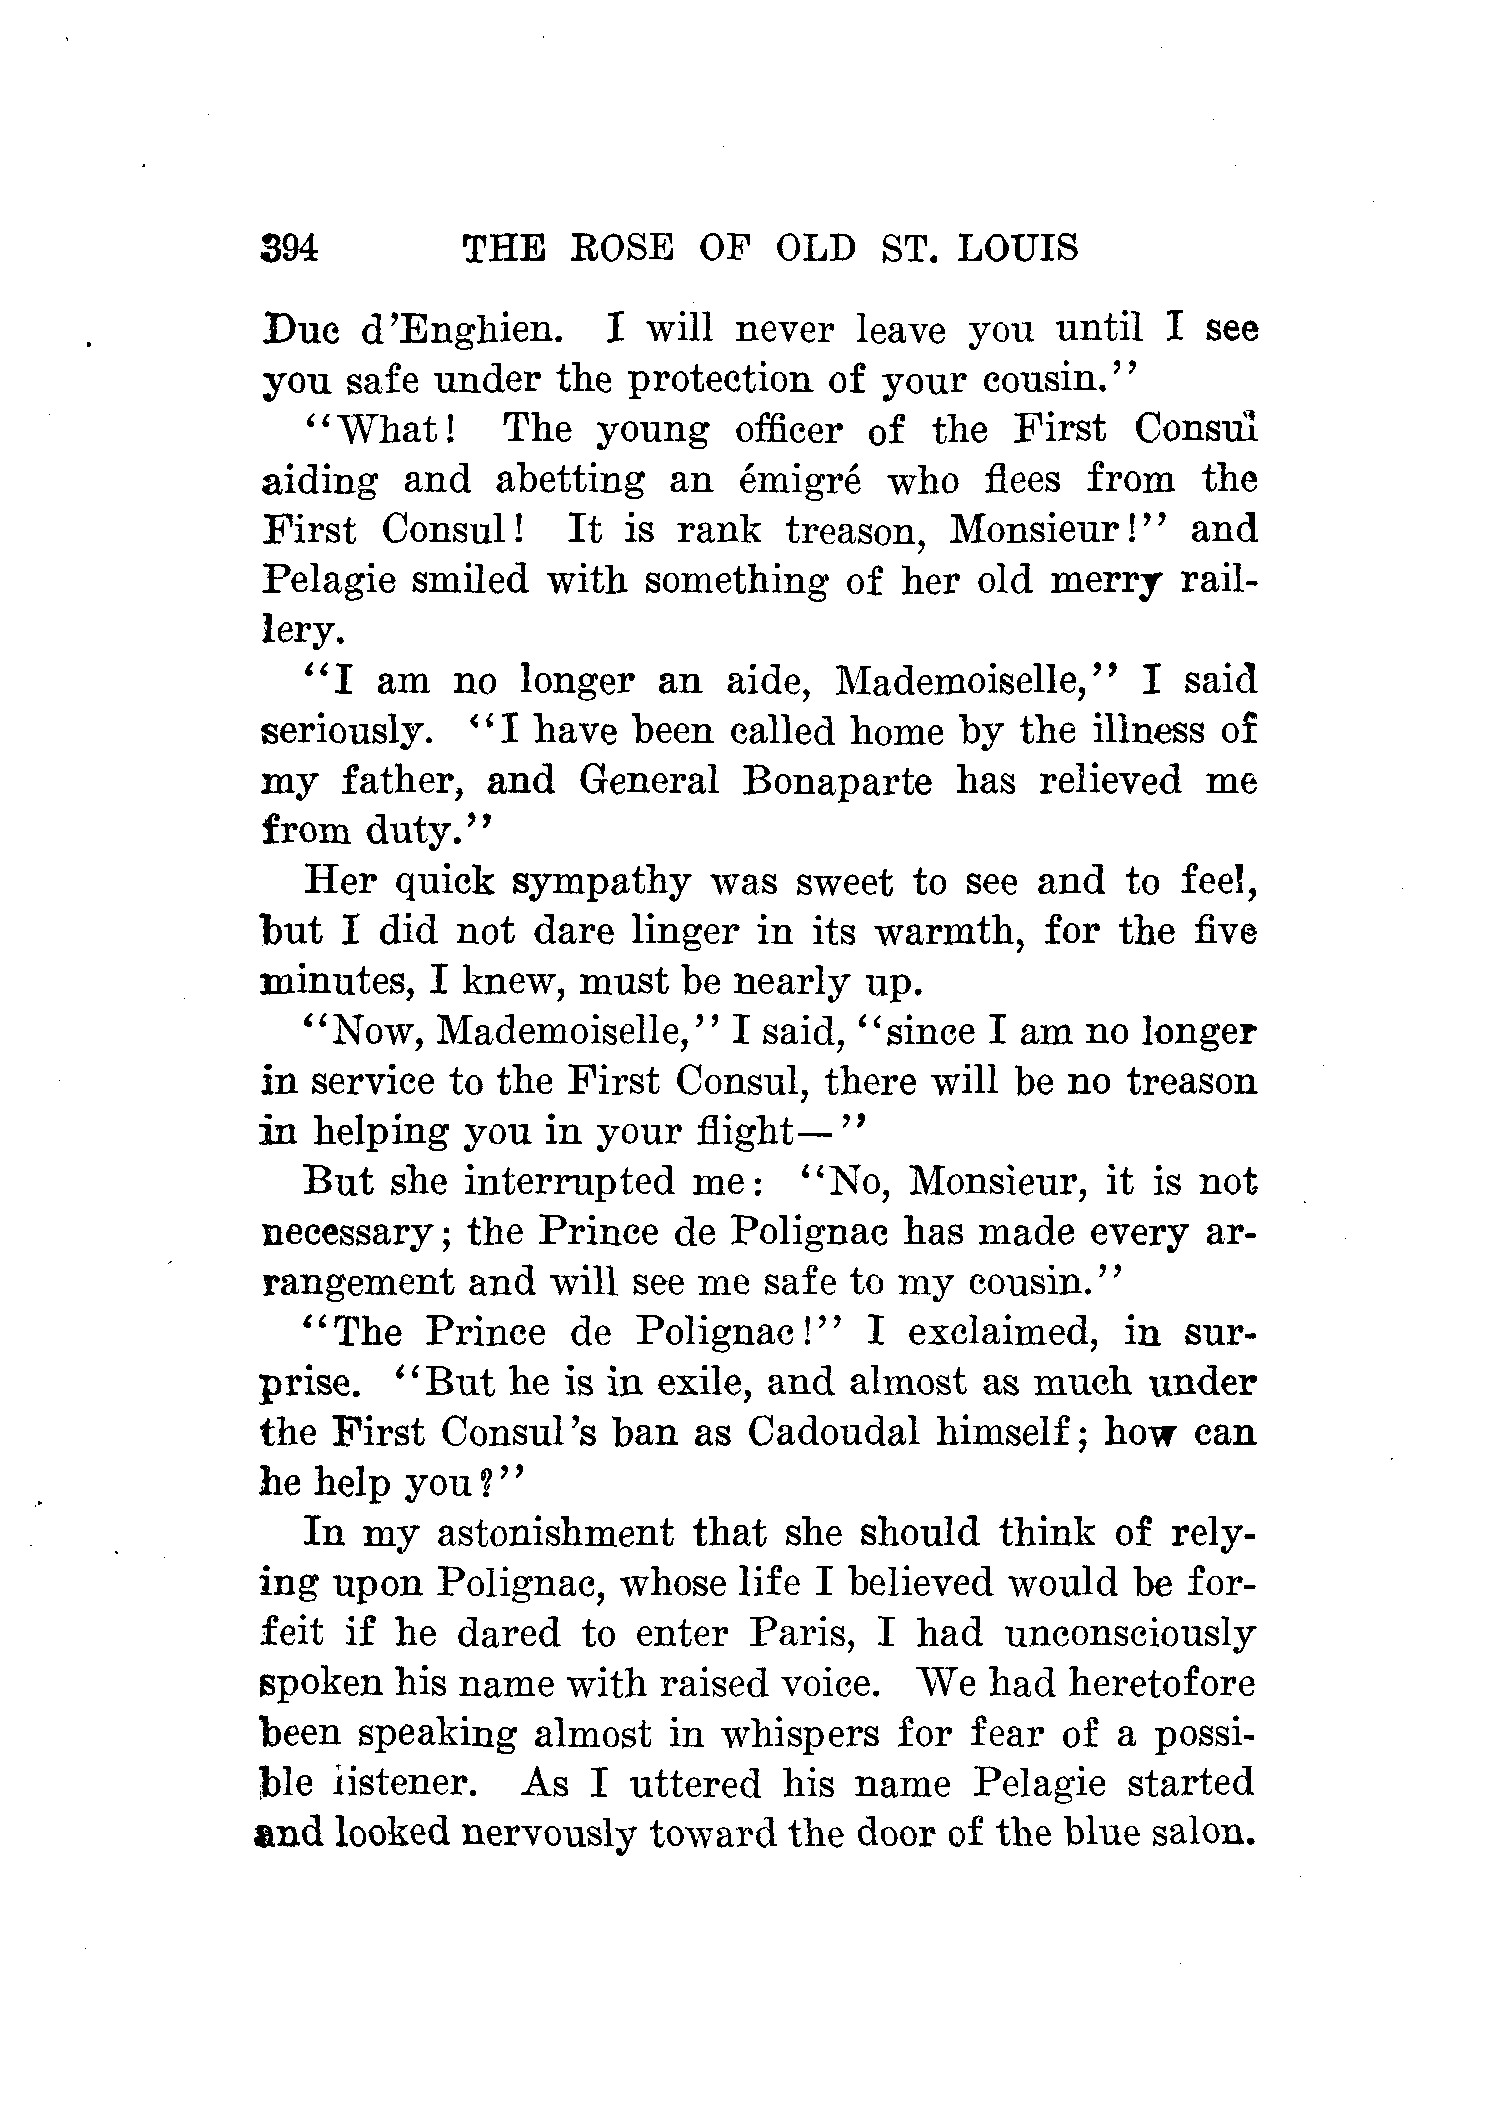 394 THE ROSE OF OLD ST. LOUIS
Duc d'Enghien. I will never leave you until I see
you safe under the protection of your cousin."
"What! The young officer of the First Consul
aiding and abetting an émigré who flees from the
First Consul! It is rank treason, Monsieur!" and
Pelagie smiled with something of her old merry rail-
lery.
"I am no longer an aide, Mademoiselle," I said
seriously. "I have been called home by the illness of
my father, and General Bonaparte has relieved me
from duty."
Her quick sympathy was sweet to see and to feel,
but I did not dare linger in its warmth, for the five
minutes, I knew, must be nearly up.
"Now, Mademoiselle," I said, "since I am no longer
in service to the First Consul, there will be no treason
in helping you in your flight—"
But she interrupted me: "No, Monsieur, it is not
necessary; the Prince de Polignac has made every ar-
rangement and will see me safe to my cousin."
"The Prince de Polignac!" I exclaimed, in sur-
prise. "But he is in exile, and almost as much under
the First Consul's ban as Cadoudal himself; how can
he help you?"
In my astonishment that she should think of rely-
ing upon Polignac, whose life I believed would be for-
feit if he dared to enter Paris, I had unconsciously
spoken his name with raised voice. We had heretofore
been speaking almost in whispers for fear of a possi-
ble listener. As I uttered his name Pelagie started
and looked nervously toward the door of the blue salon.